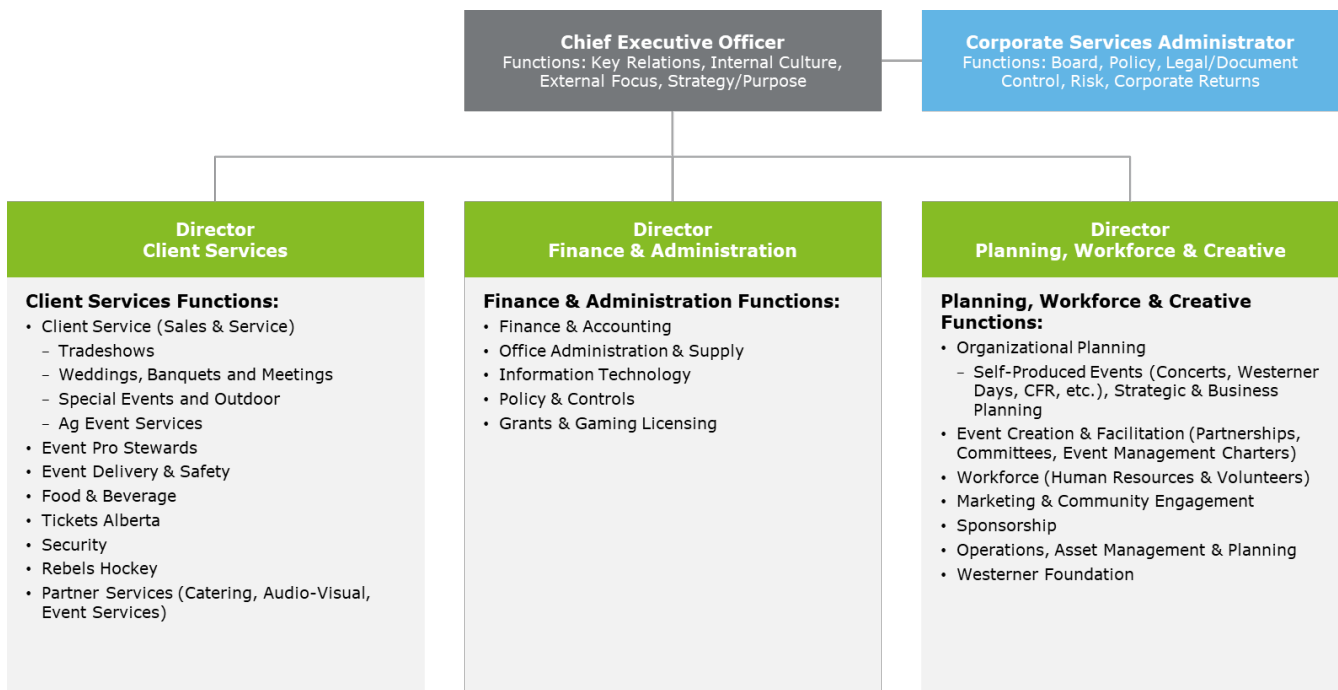 Chief Executive Officer
Functions: Key Relations, Internal Culture,
External Focus, Strategy/Purpose
Corporate Services Administrator
Functions: Board, Policy, Legal/Document
Control, Risk, Corporate Returns
Director
Client Services
Client Services Functions:
• Client Service (Sales & Service)
– Tradeshows
– Weddings, Banquets and Meetings
– Special Events and Outdoor
– Ag Event Services
• Event Pro Stewards
• Event Delivery & Safety
• Food & Beverage
• Tickets Alberta
• Security
• Rebels Hockey
• Partner Services (Catering, Audio-Visual,
Event Services)
Director
Finance & Administration
Finance & Administration Functions:
• Finance & Accounting
• Office Administration & Supply
• Information Technology
• Policy & Controls
• Grants & Gaming Licensing
Director
Planning, Workforce & Creative
Planning, Workforce & Creative
Functions:
• Organizational Planning
– Self-Produced Events (Concerts, Westerner
Days, CFR, etc.), Strategic & Business
Planning
• Event Creation & Facilitation (Partnerships,
Committees, Event Management Charters)
• Workforce (Human Resources & Volunteers)
• Marketing & Community Engagement
• Sponsorship
• Operations, Asset Management & Planning
• Westerner Foundation